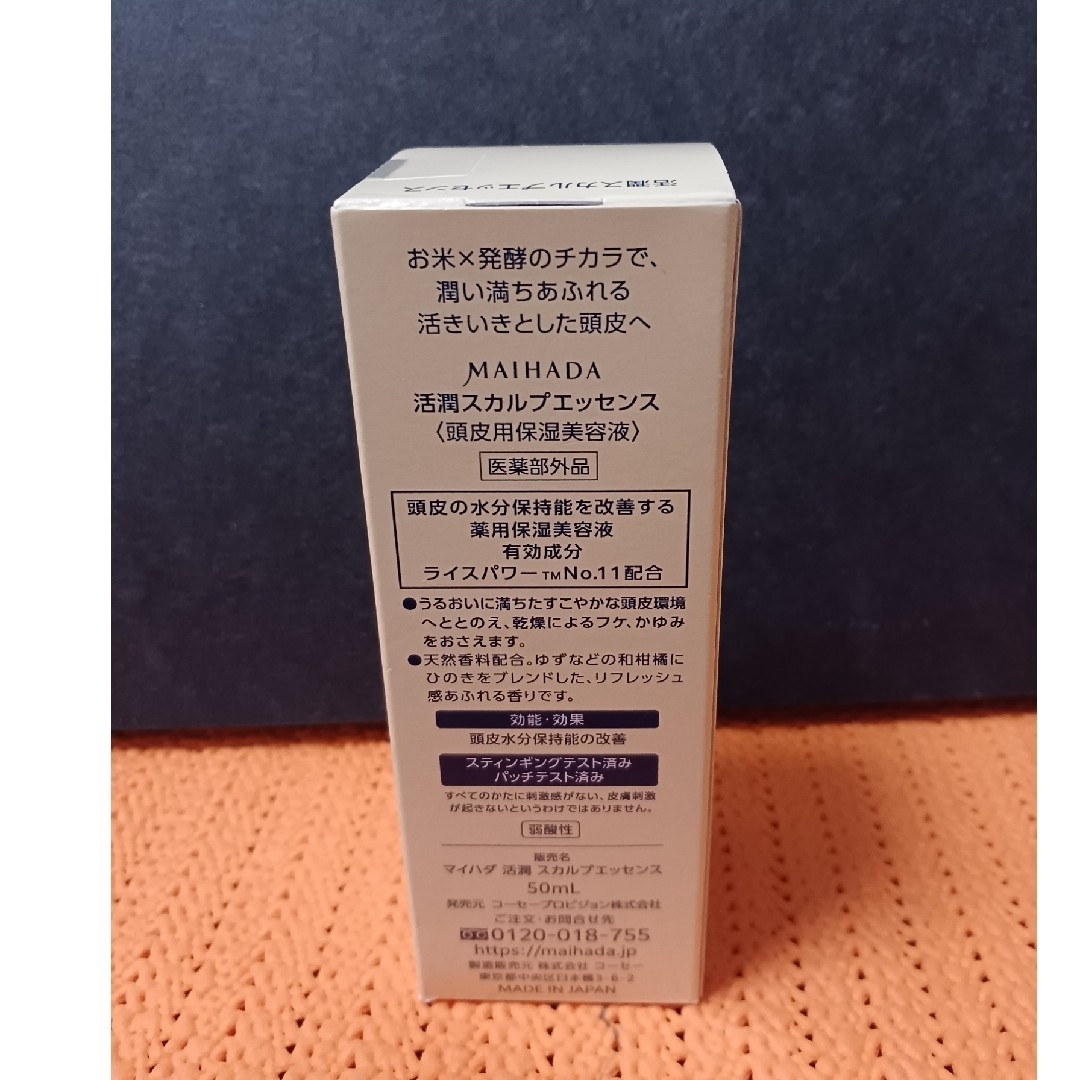 活潤スカルプエッセンス
お米×発酵のチカラで、
潤い満ちあふれる
活きいきとした頭皮へ
MAIHADA
活潤スカルプエッセンス
〈頭皮用保湿美容液〉
医薬部外品
頭皮の水分保持能を改善する
薬用保湿美容液
有効成分
ライスパワー™No.11配合
●うるおいに満ちたすこやかな頭皮環境
へととのえ、乾燥によるフケ、かゆみ
をおさえます。
●天然香料配合。ゆずなどの和柑橘に
ひのきをブレンドした、リフレッシュ
感あふれる香りです。
効能・効果
頭皮水分保持能の改善
スティンギングテスト済み
パッチテスト済み
すべてのかたに刺激感がない、皮膚刺激
が起きないというわけではありません。
弱酸性
販売名
マイハダ 活潤 スカルプエッセンス
50mL
発売元 コーセープロビジョン株式会社
ご注文・お問合せ先
0120-018-755
https://maihada.jp
製造販売元 株式会社 コーセー
東京都中央区日本橋3-6-2
MADE IN JAPAN